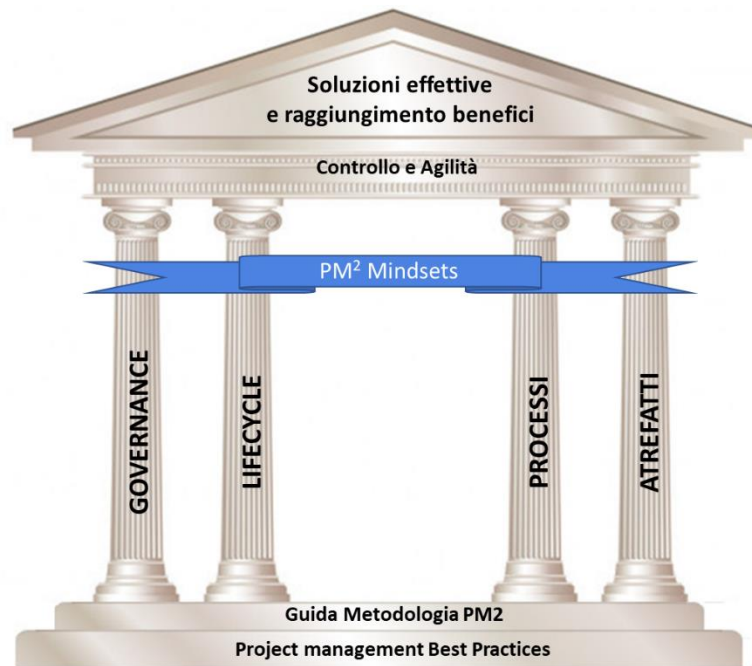 Soluzioni effettive
e raggiungimento benefici
Controllo e Agilità
PM² Mindsets
GOVERNANCE
LIFECYCLE
PROCESSI
ATREFATTI
Guida Metodologia PM2
Project management Best Practices